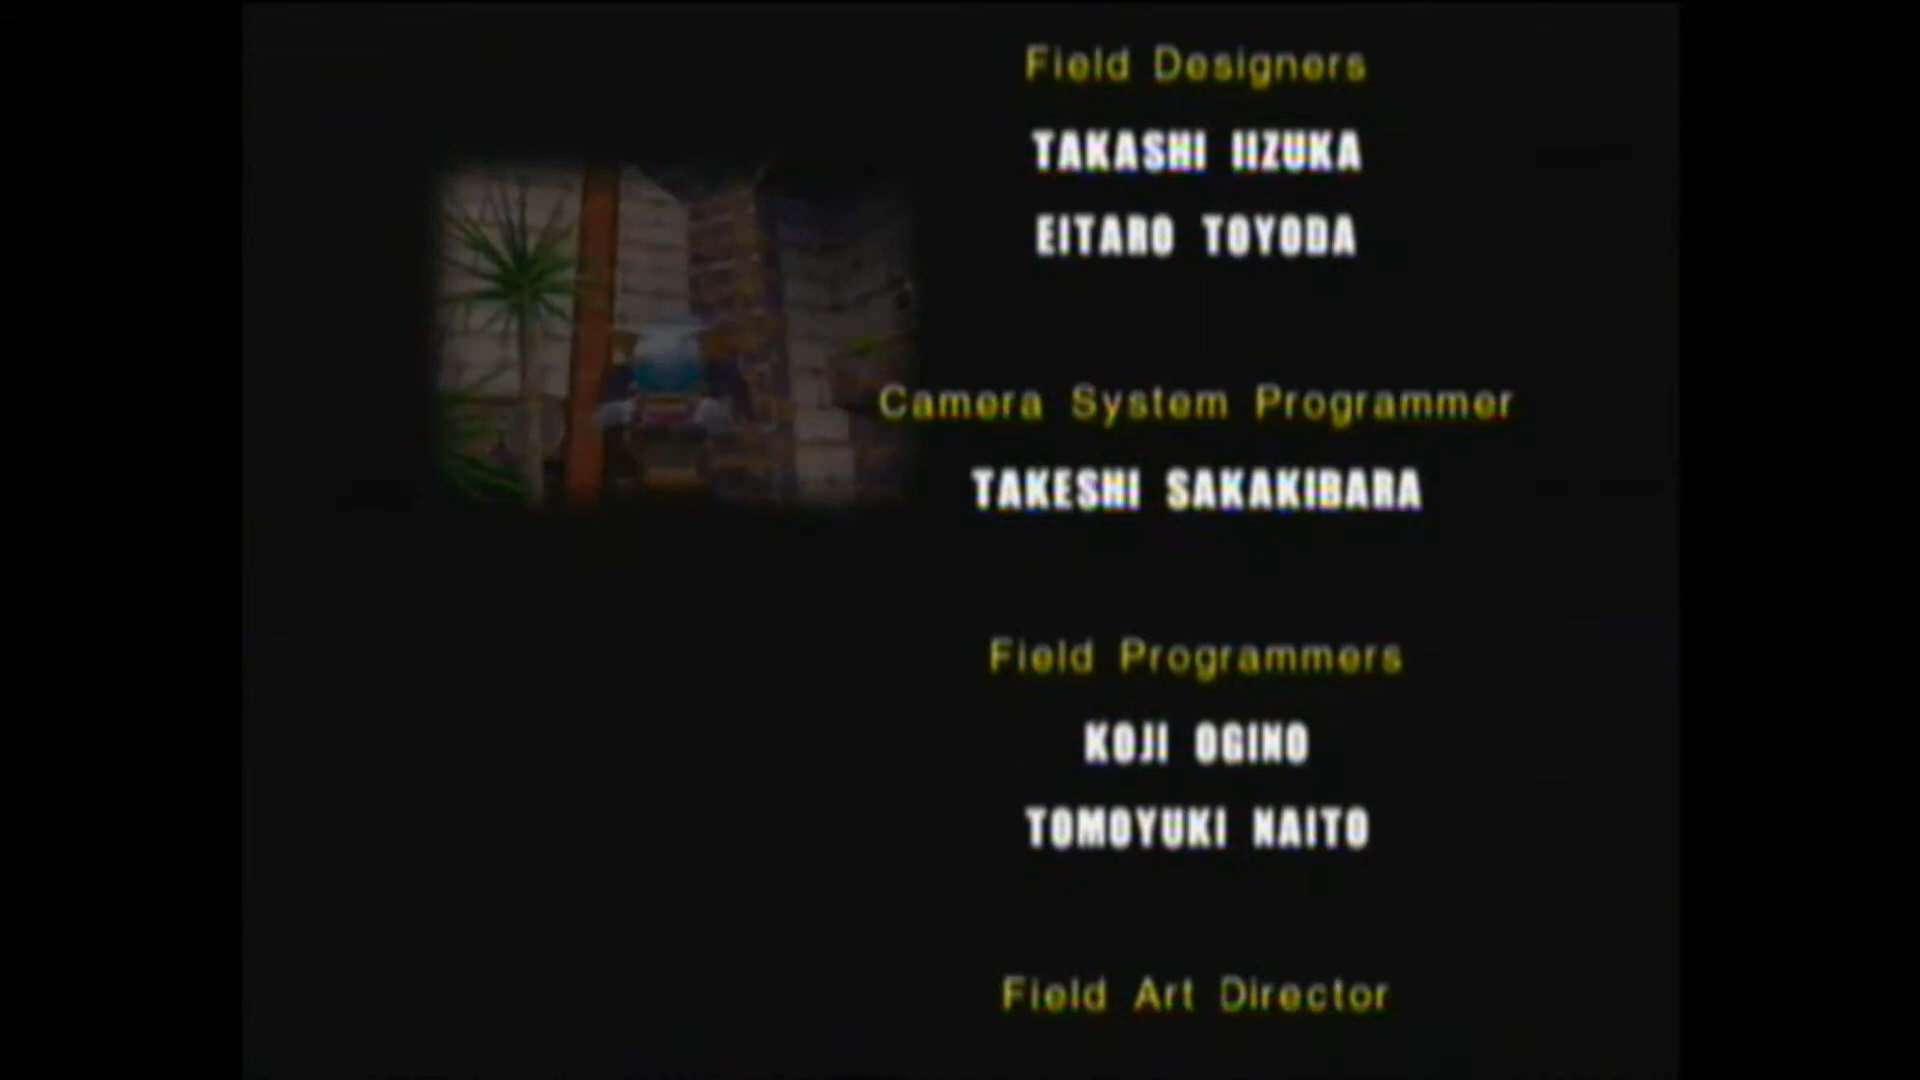 Field Designers
TAKASHI IIZUKA
EITARO TOYODA
Camera System Programmer
TAKESHI SAKAKIBARA
Field Programmers
KOJI OGINO
TOMOYUKI NAITO
Field Art Director